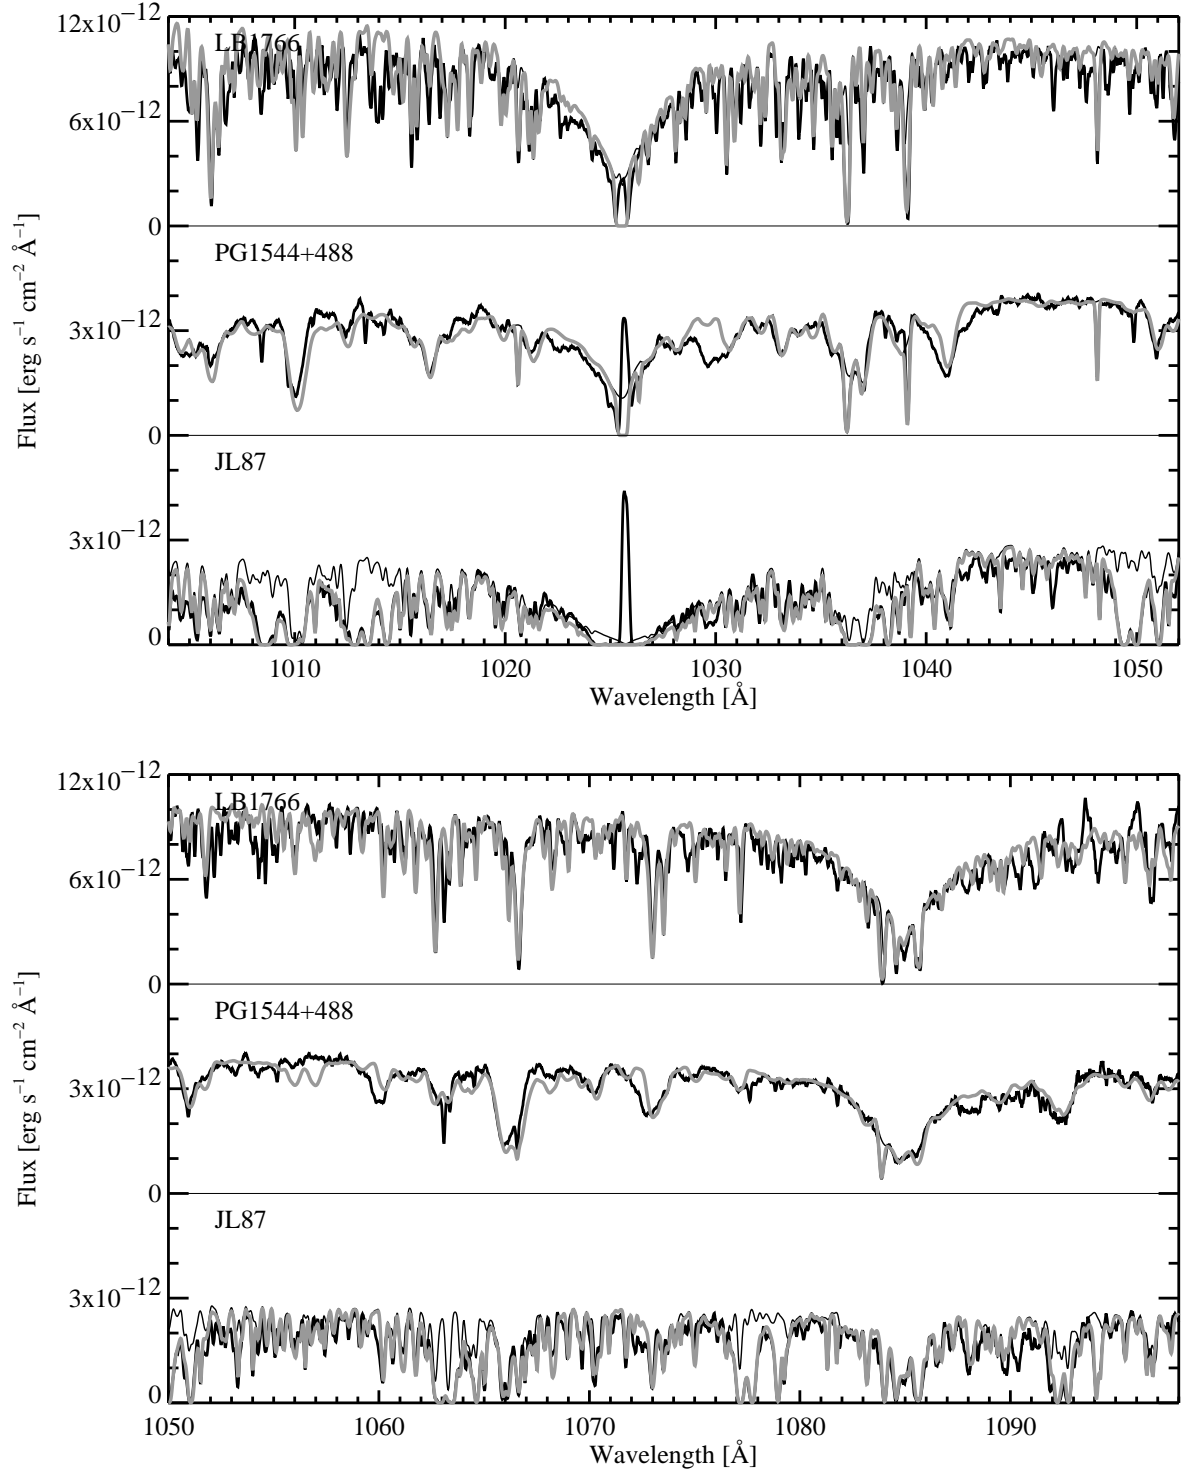 12x10−12
LB1766
6x10−12
0
PG1544+488
3x10−12
0
JL87
3x10−12
0
Flux [erg s−1 cm−2 Å−1]
1010 1020 1030 1040 1050
Wavelength [Å]
12x10−12
LB1766
6x10−12
0
PG1544+488
3x10−12
0
JL87
3x10−12
0
Flux [erg s−1 cm−2 Å−1]
1050 1060 1070 1080 1090
Wavelength [Å]